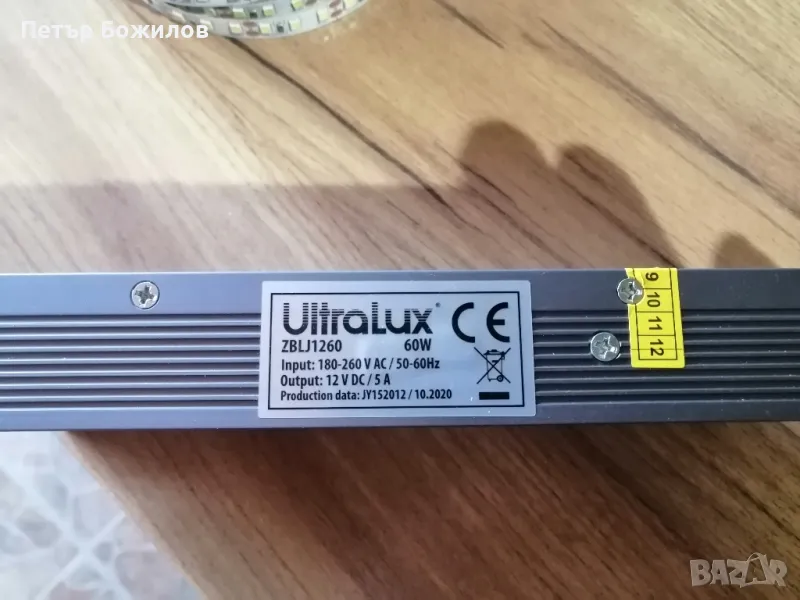 Петър Божилов
UltraLux®
ZBLJ1260 60W
Input: 180-260 V AC / 50-60Hz
Output: 12 V DC / 5 A
Production data: JY152012 / 10.2020
CE
9 10 11 12
BAZAR